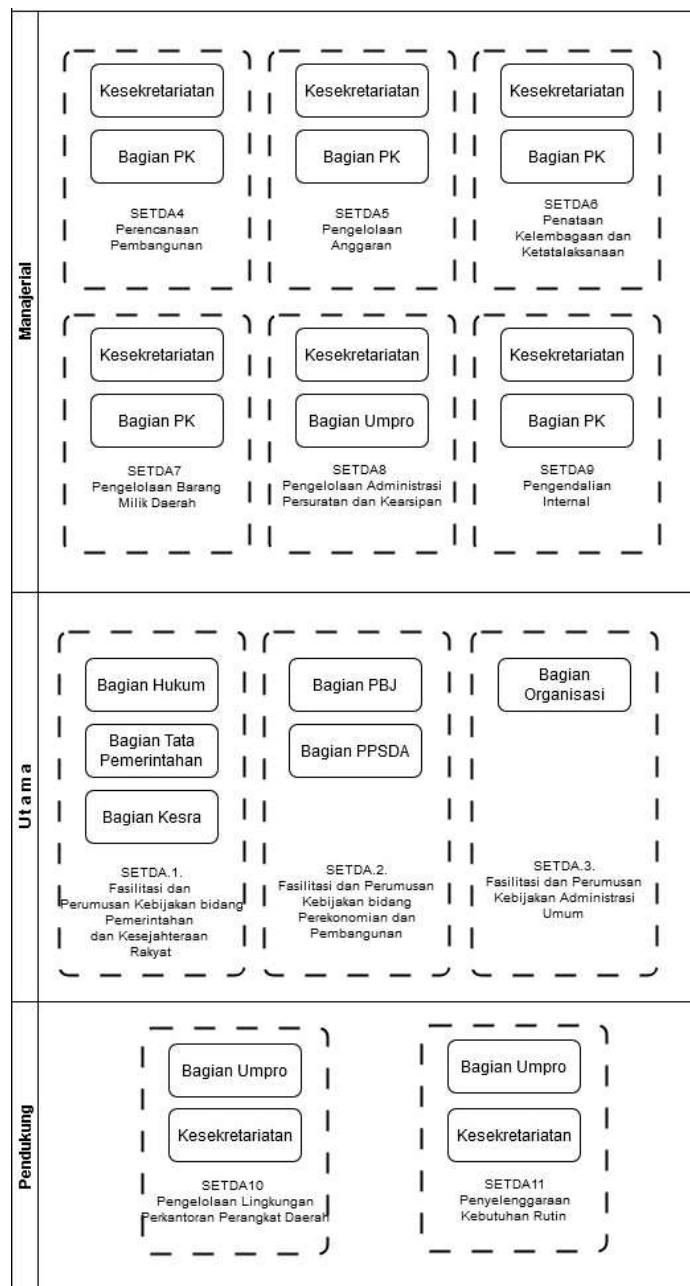 Manajerial
Kesekretariatan
Bagian PK
SETDA4
Perencanaan
Pembangunan
Kesekretariatan
Bagian PK
SETDA5
Pengelolaan
Anggaran
Kesekretariatan
Bagian PK
SETDA6
Penataan
Kelembagaan dan
Ketatalaksanaan
Kesekretariatan
Bagian PK
SETDA7
Pengelolaan Barang
Milik Daerah
Kesekretariatan
Bagian Umpro
SETDA8
Pengelolaan Administrasi
Persuratan dan Kearsipan
Kesekretariatan
Bagian PK
SETDA9
Pengendalian
Internal
U t a m a
Bagian Hukum
Bagian Tata
Pemerintahan
Bagian Kesra
SETDA.1.
Fasilitasi dan
Perumusan Kebijakan bidang
Pemerintahan
dan Kesejahteraan
Rakyat
Bagian PBJ
Bagian PPSDA
SETDA.2.
Fasilitasi dan Perumusan
Kebijakan bidang
Perekonomian dan
Pembangunan
Bagian
Organisasi
SETDA.3.
Fasilitasi dan Perumusan
Kebijakan Administrasi
Umum
Pendukung
Bagian Umpro
Kesekretariatan
SETDA10
Pengelolaan Lingkungan
Perkantoran Perangkat Daerah
Bagian Umpro
Kesekretariatan
SETDA11
Penyelenggaraan
Kebutuhan Rutin